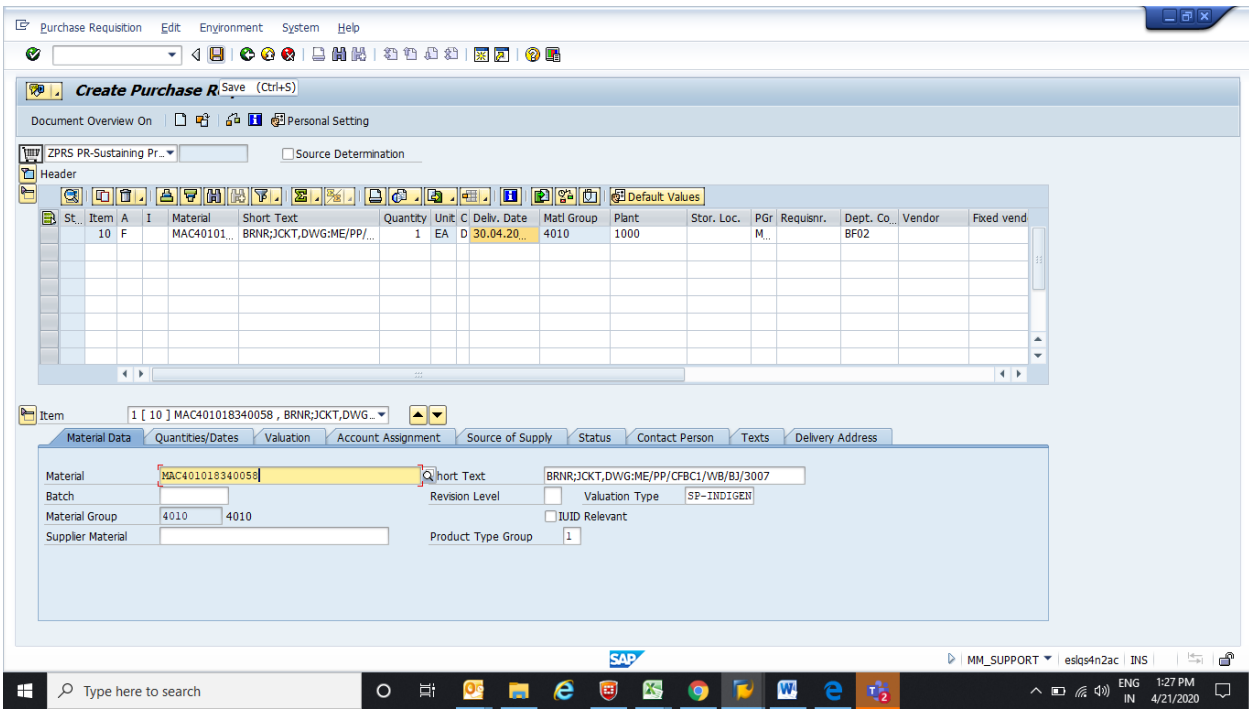 Purchase Requisition Edit Environment System Help
Create Purchase R
Save (Ctrl+S)
Document Overview On Personal Setting
ZPRS PR-Sustaining Pr... Source Determination
Header
Default Values
St... Item A I Material Short Text Quantity Unit C Deliv. Date Matl Group Plant Stor. Loc. PGr Requisnr. Dept. Co... Vendor Fixed vend
10 F MAC40101... BRNR;JCKT,DWG:ME/PP/... 1 EA D 30.04.20... 4010 1000 M... BF02
Item 1 [ 10 ] MAC401018340058 , BRNR;JCKT,DWG...
Material Data Quantities/Dates Valuation Account Assignment Source of Supply Status Contact Person Texts Delivery Address
Material MAC401018340058 hort Text BRNR;JCKT,DWG:ME/PP/CFBC1/WB/BJ/3007
Batch Revision Level Valuation Type SP-INDIGEN
Material Group 4010 4010 IUID Relevant
Supplier Material Product Type Group 1
SAP MM_SUPPORT eslqs4n2ac INS
Type here to search ENG 1:27 PM
IN 4/21/2020